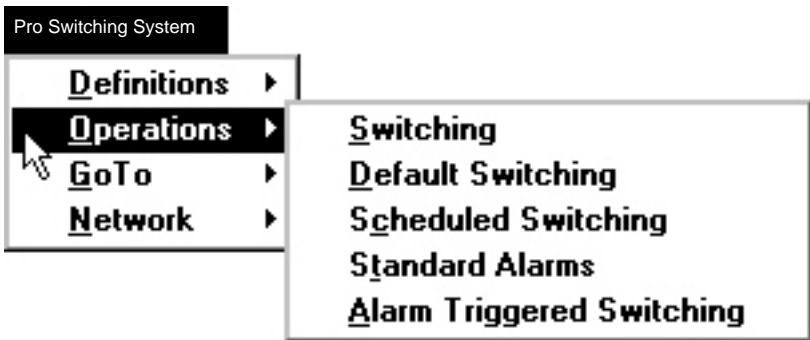 Pro Switching System
Definitions
Operations
GoTo
Network
Switching
Default Switching
Scheduled Switching
Standard Alarms
Alarm Triggered Switching